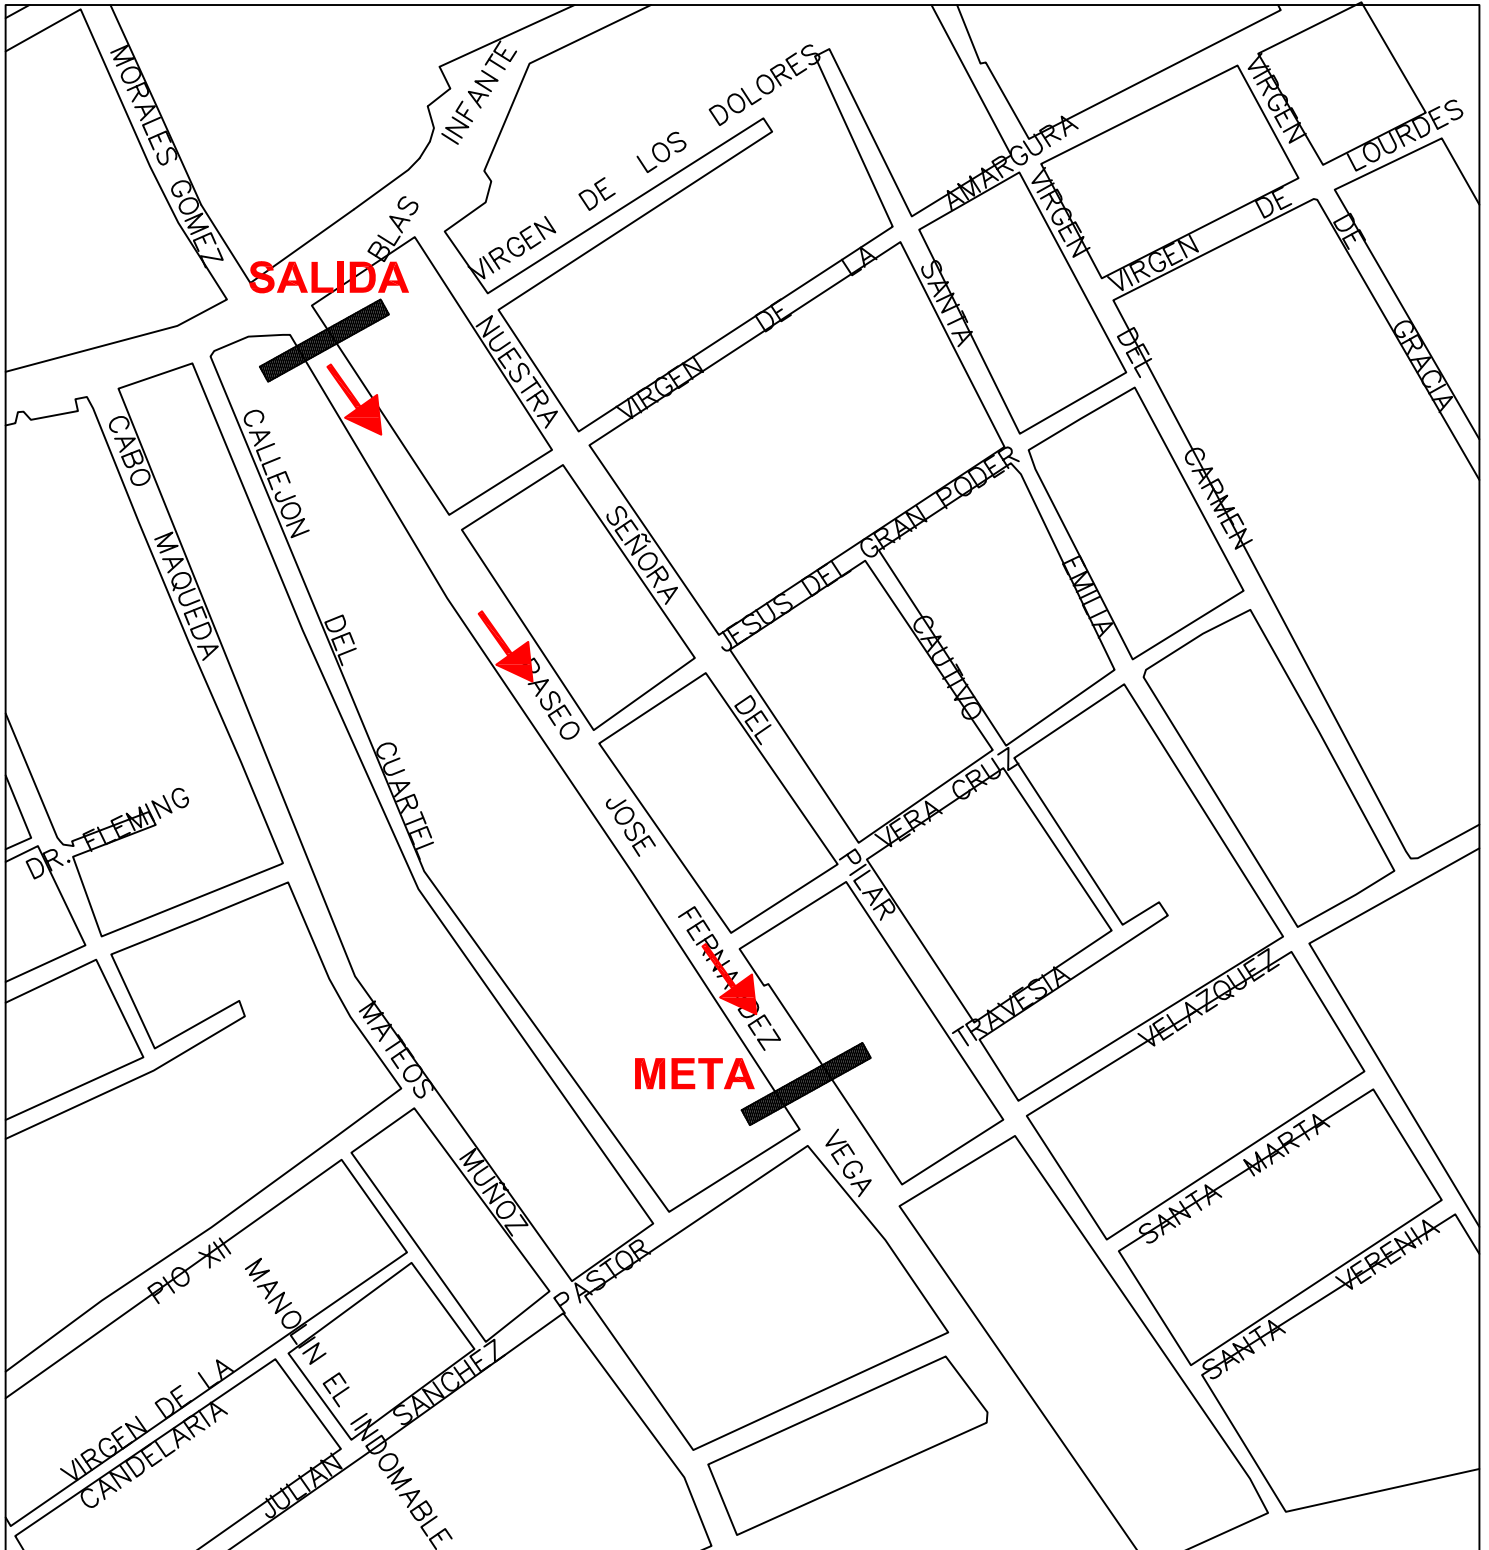 MORALES GOMEZ
BLAS INFANTE
VIRGEN DE LOS DOLORES
VIRGEN DE LA AMARGURA
VIRGEN DE GRACIA
VIRGEN DE LOURDES
VIRGEN DEL CARMEN
SANTA EMILIA
SALIDA
NUESTRA SEÑORA DEL PILAR
CABO MAQUEDA
CALLEJON DEL CUARTEL
JESUS DEL GRAN PODER
CAUTIVO
PASEO JOSE FERNANDEZ VEGA
DR. FLEMING
VERA CRUZ
TRAVESIA VELAZQUEZ
META
MATEOS MUÑOZ
SANTA MARTA
SANTA VERENIA
PIO XII
MANOLIN EL INDOMABLE
VIRGEN DE LA
CANDELARIA
JULIAN SANCHEZ PASTOR